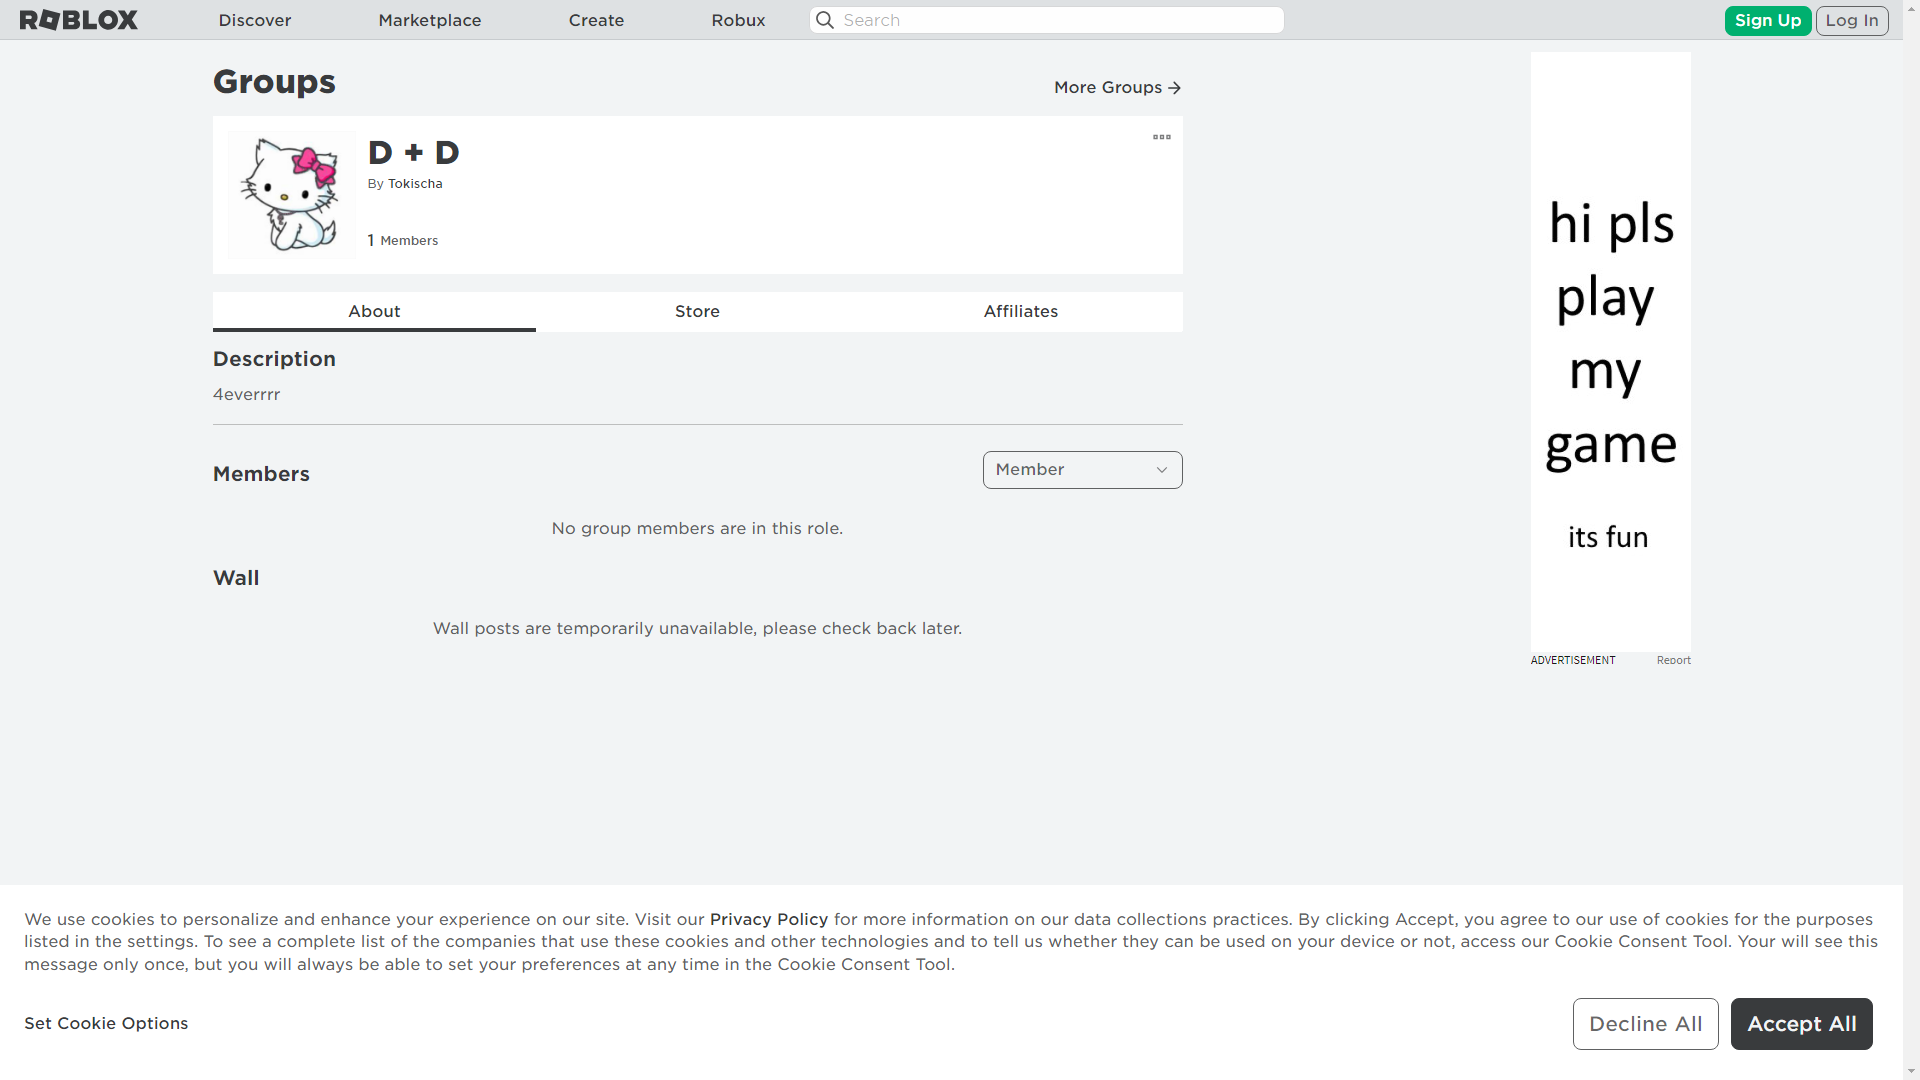 ROBLOX Discover Marketplace Create Robux Search Sign Up Log In
Groups
More Groups
D + D
By Tokischa
1 Members
About Store Affiliates
Description
4everrrr
Members
Member
No group members are in this role.
Wall
Wall posts are temporarily unavailable, please check back later.
hi pls
play
my
game
its fun
ADVERTISEMENT Report
We use cookies to personalize and enhance your experience on our site. Visit our Privacy Policy for more information on our data collections practices. By clicking Accept, you agree to our use of cookies for the purposes
listed in the settings. To see a complete list of the companies that use these cookies and other technologies and to tell us whether they can be used on your device or not, access our Cookie Consent Tool. Your will see this
message only once, but you will always be able to set your preferences at any time in the Cookie Consent Tool.
Set Cookie Options
Decline All
Accept All